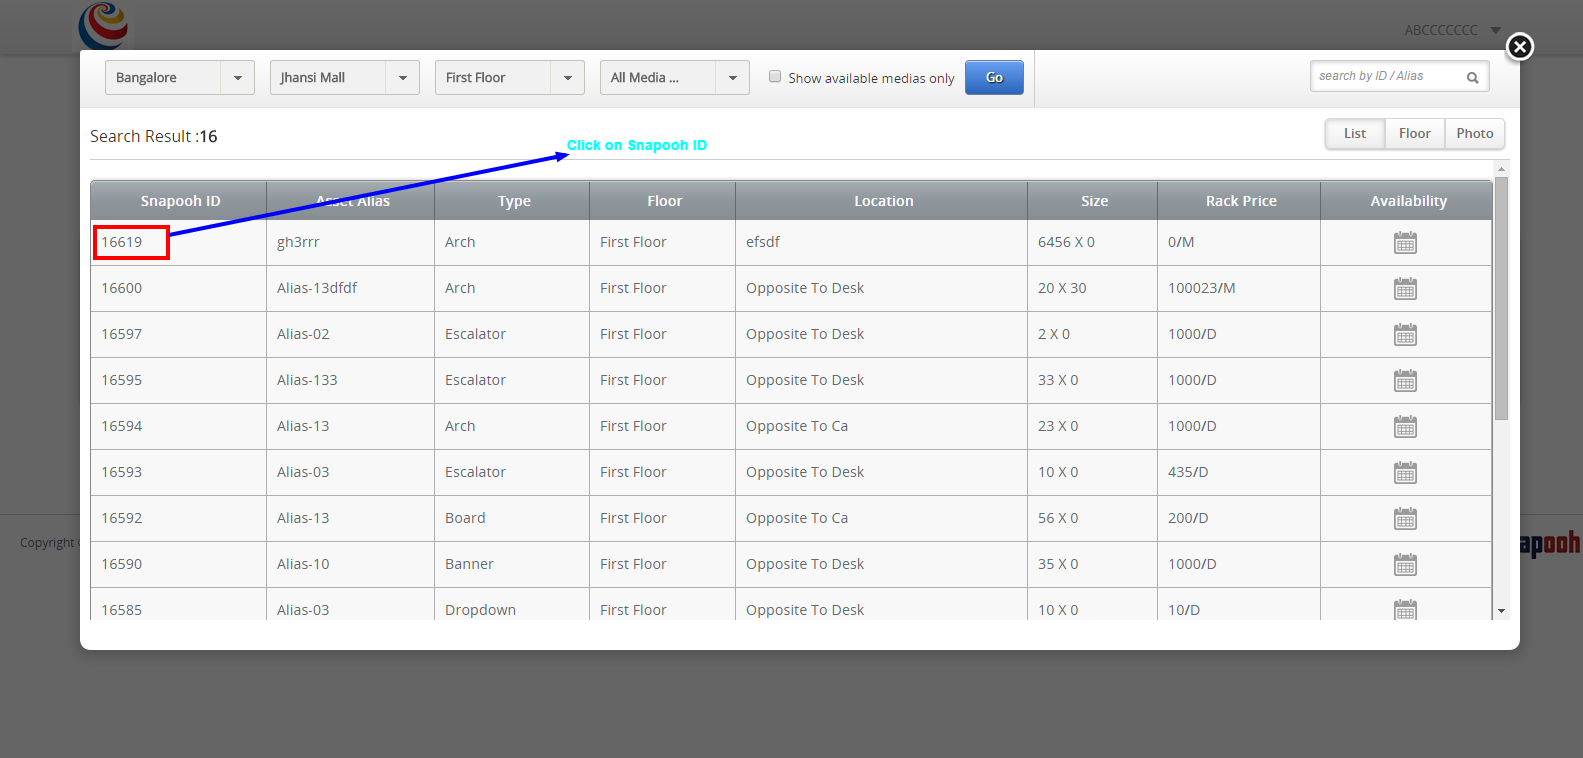 ABCCCCCCC
Bangalore Jhansi Mall First Floor All Media ... Show available medias only Go search by ID / Alias
Search Result :16
List Floor Photo
Click on Snapooh ID
Snapooh ID Asset Alias Type Floor Location Size Rack Price Availability
16619 gh3rrr Arch First Floor efsdf 6456 X 0 0/M
16600 Alias-13dfdf Arch First Floor Opposite To Desk 20 X 30 100023/M
16597 Alias-02 Escalator First Floor Opposite To Desk 2 X 0 1000/D
16595 Alias-133 Escalator First Floor Opposite To Desk 33 X 0 1000/D
16594 Alias-13 Arch First Floor Opposite To Ca 23 X 0 1000/D
16593 Alias-03 Escalator First Floor Opposite To Desk 10 X 0 435/D
16592 Alias-13 Board First Floor Opposite To Ca 56 X 0 200/D
16590 Alias-10 Banner First Floor Opposite To Desk 35 X 0 1000/D
16585 Alias-03 Dropdown First Floor Opposite To Desk 10 X 0 10/D
Copyright
apooh